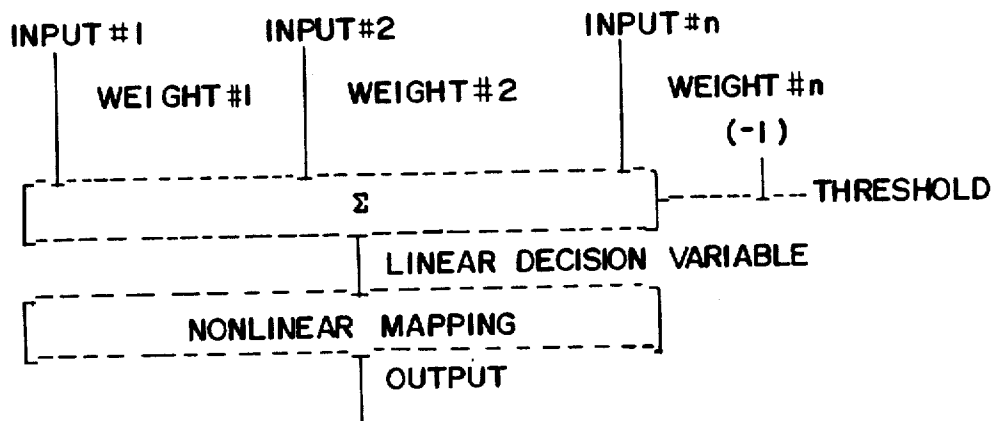 INPUT #1 INPUT #2 INPUT #n
WEIGHT #1 WEIGHT #2 WEIGHT #n
(-1)
Σ THRESHOLD
LINEAR DECISION VARIABLE
NONLINEAR MAPPING
OUTPUT